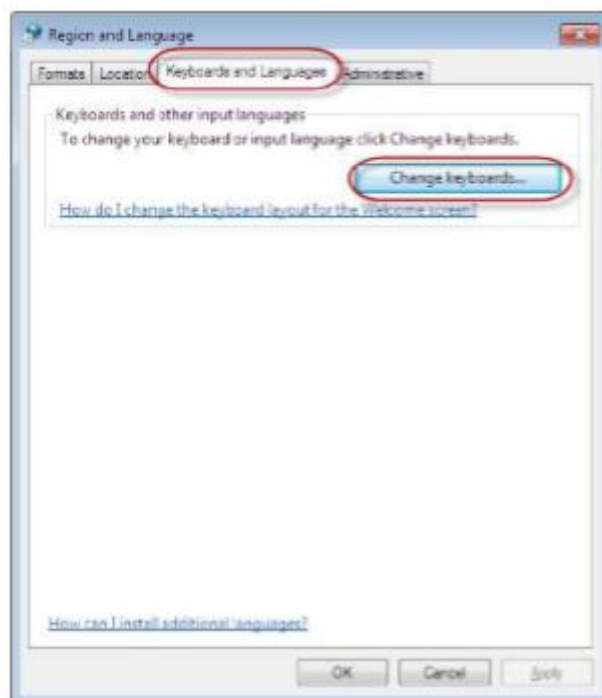 Region and Language
Formats Location Keyboards and Languages Administrative
Keyboards and other input languages
To change your keyboard or input language click Change keyboards.
Change keyboards...
How do I change the keyboard layout for the Welcome screen?
How can I install additional languages?
OK Cancel Apply